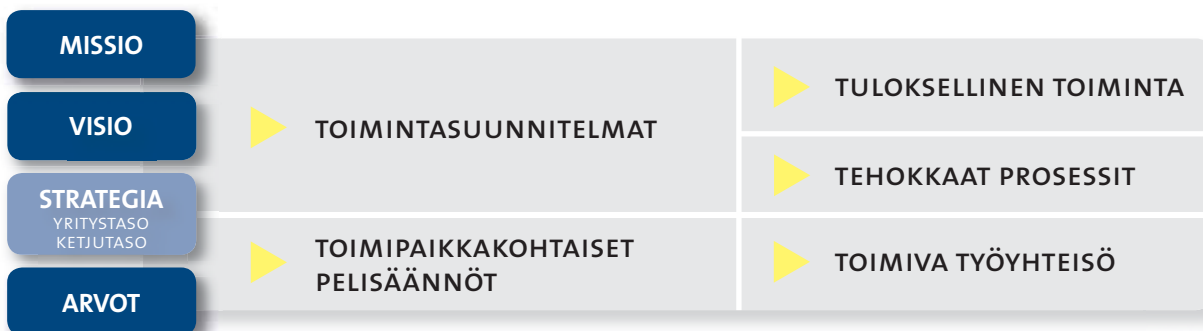 MISSIO
VISIO
STRATEGIA
YRITYSTASO
KETJUTASO
ARVOT
TOIMINTASUUNNITELMAT
TOIMIPAIKKAKOHTAISET
PELISÄÄNNÖT
TULOKSELLINEN TOIMINTA
TEHOKKAAT PROSESSIT
TOIMIVA TYÖYHTEISÖ